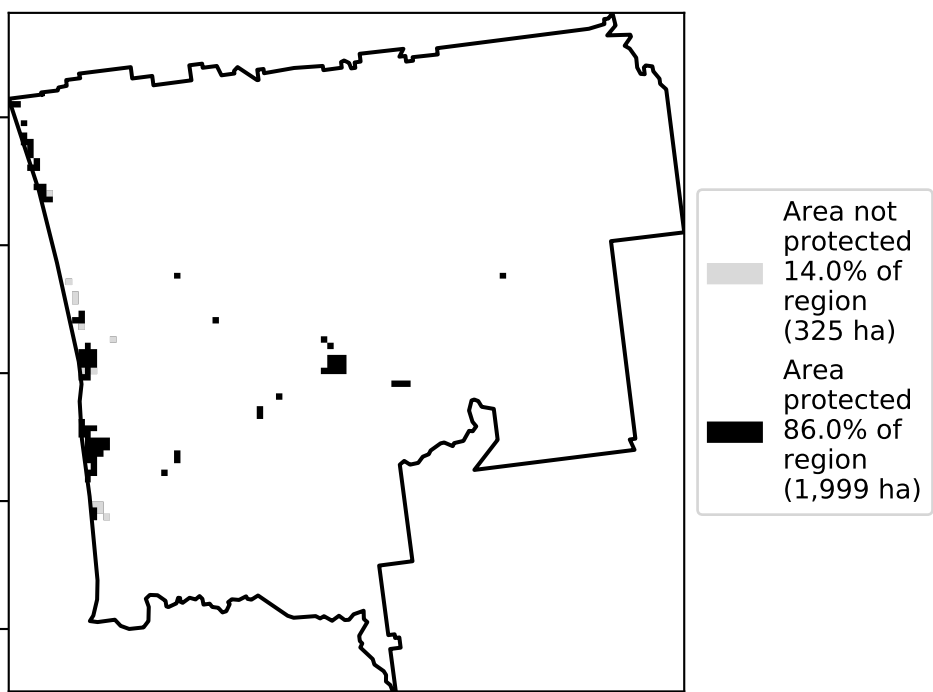 Area not
protected
14.0% of
region
(325 ha)
Area
protected
86.0% of
region
(1,999 ha)